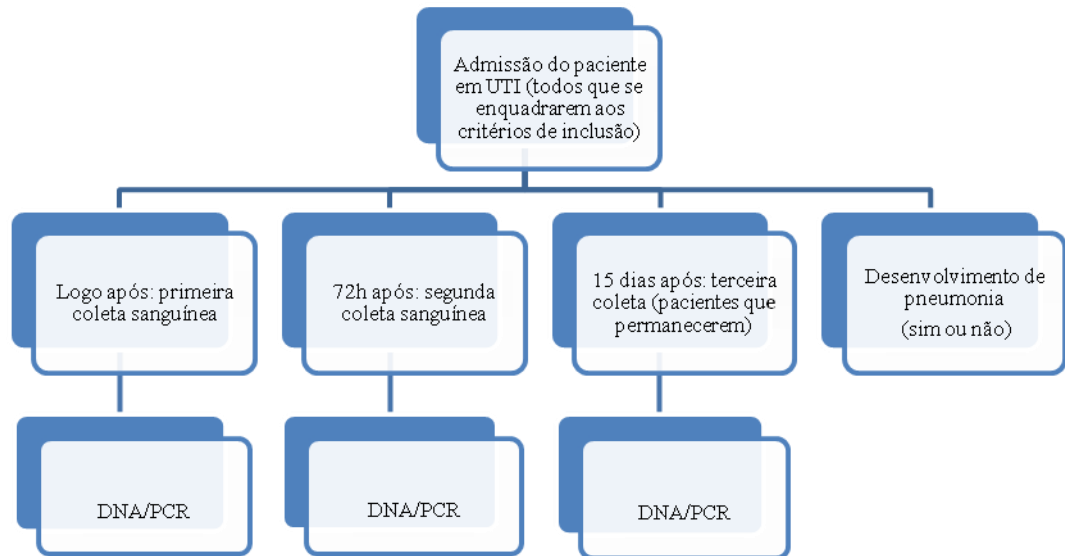 Admissão do paciente
em UTI (todos que se
enquadrarem aos
critérios de inclusão)
Logo após: primeira
coleta sanguínea
72h após: segunda
coleta sanguínea
15 dias após: terceira
coleta (pacientes que
permanecerem)
Desenvolvimento de
pneumonia
(sim ou não)
DNA/PCR
DNA/PCR
DNA/PCR